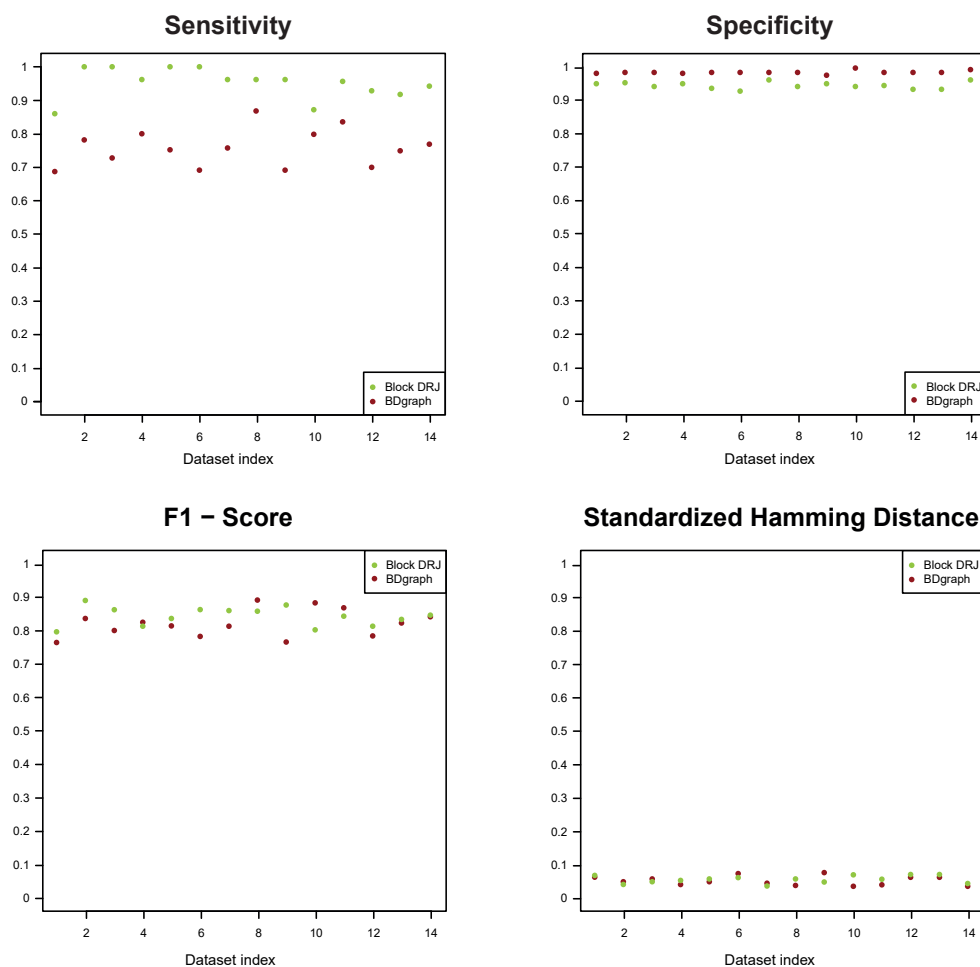 Sensitivity
1
0.9
0.8
0.7
0.6
0.5
0.4
0.3
0.2
0.1
0
Block DRJ
BDgraph
2 4 6 8 10 12 14
Dataset index
Specificity
1
0.9
0.8
0.7
0.6
0.5
0.4
0.3
0.2
0.1
0
Block DRJ
BDgraph
2 4 6 8 10 12 14
Dataset index
F1 − Score
1
0.9
0.8
0.7
0.6
0.5
0.4
0.3
0.2
0.1
0
Block DRJ
BDgraph
2 4 6 8 10 12 14
Dataset index
Standardized Hamming Distance
1
0.9
0.8
0.7
0.6
0.5
0.4
0.3
0.2
0.1
0
Block DRJ
BDgraph
2 4 6 8 10 12 14
Dataset index